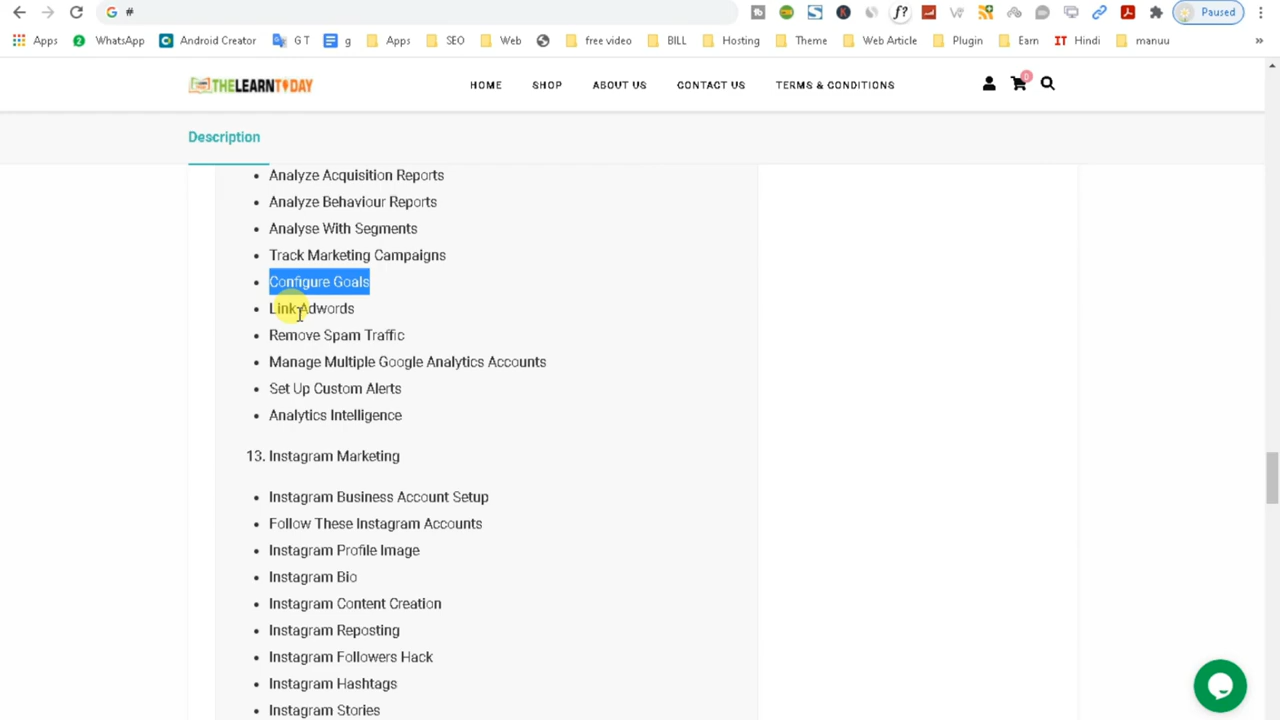 #
Paused
Apps
2 WhatsApp
Android Creator
G T
g
Apps
SEO
Web
free video
BILL
Hosting
Theme
Web Article
Plugin
Earn
IT Hindi
manuu
»
THELEARNTODAY
HOME
SHOP
ABOUT US
CONTACT US
TERMS & CONDITIONS
0
Description
• Analyze Acquisition Reports
• Analyze Behaviour Reports
• Analyse With Segments
• Track Marketing Campaigns
• Configure Goals
• Link Adwords
• Remove Spam Traffic
• Manage Multiple Google Analytics Accounts
• Set Up Custom Alerts
• Analytics Intelligence
13. Instagram Marketing
• Instagram Business Account Setup
• Follow These Instagram Accounts
• Instagram Profile Image
• Instagram Bio
• Instagram Content Creation
• Instagram Reposting
• Instagram Followers Hack
• Instagram Hashtags
• Instagram Stories